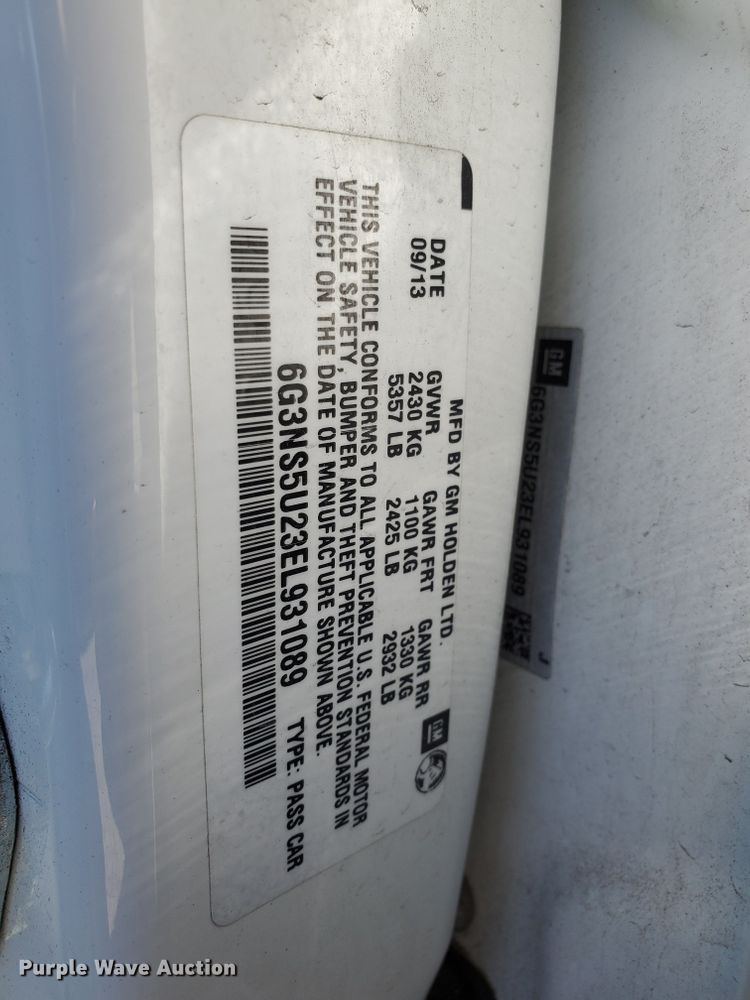 MFD BY GM HOLDEN LTD.
DATE GVWR GAWR FRT GAWR RR
09/13 2430 KG 1100 KG 1330 KG
5357 LB 2425 LB 2932 LB
GM
THIS VEHICLE CONFORMS TO ALL APPLICABLE U.S. FEDERAL MOTOR
VEHICLE SAFETY, BUMPER AND THEFT PREVENTION STANDARDS IN
EFFECT ON THE DATE OF MANUFACTURE SHOWN ABOVE.
6G3NS5U23EL931089 TYPE: PASS CAR
GM
6G3NS5U23EL931089
J
Purple Wave Auction